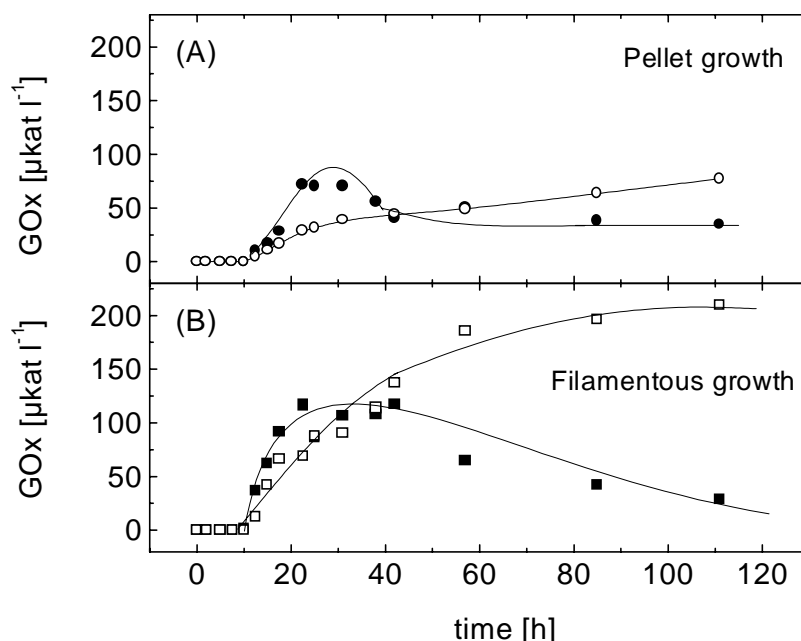 (A)
Pellet growth
GOx [µkat l⁻¹]
200
150
100
50
0
(B)
Filamentous growth
GOx [µkat l⁻¹]
200
150
100
50
0
0 20 40 60 80 100 120
time [h]